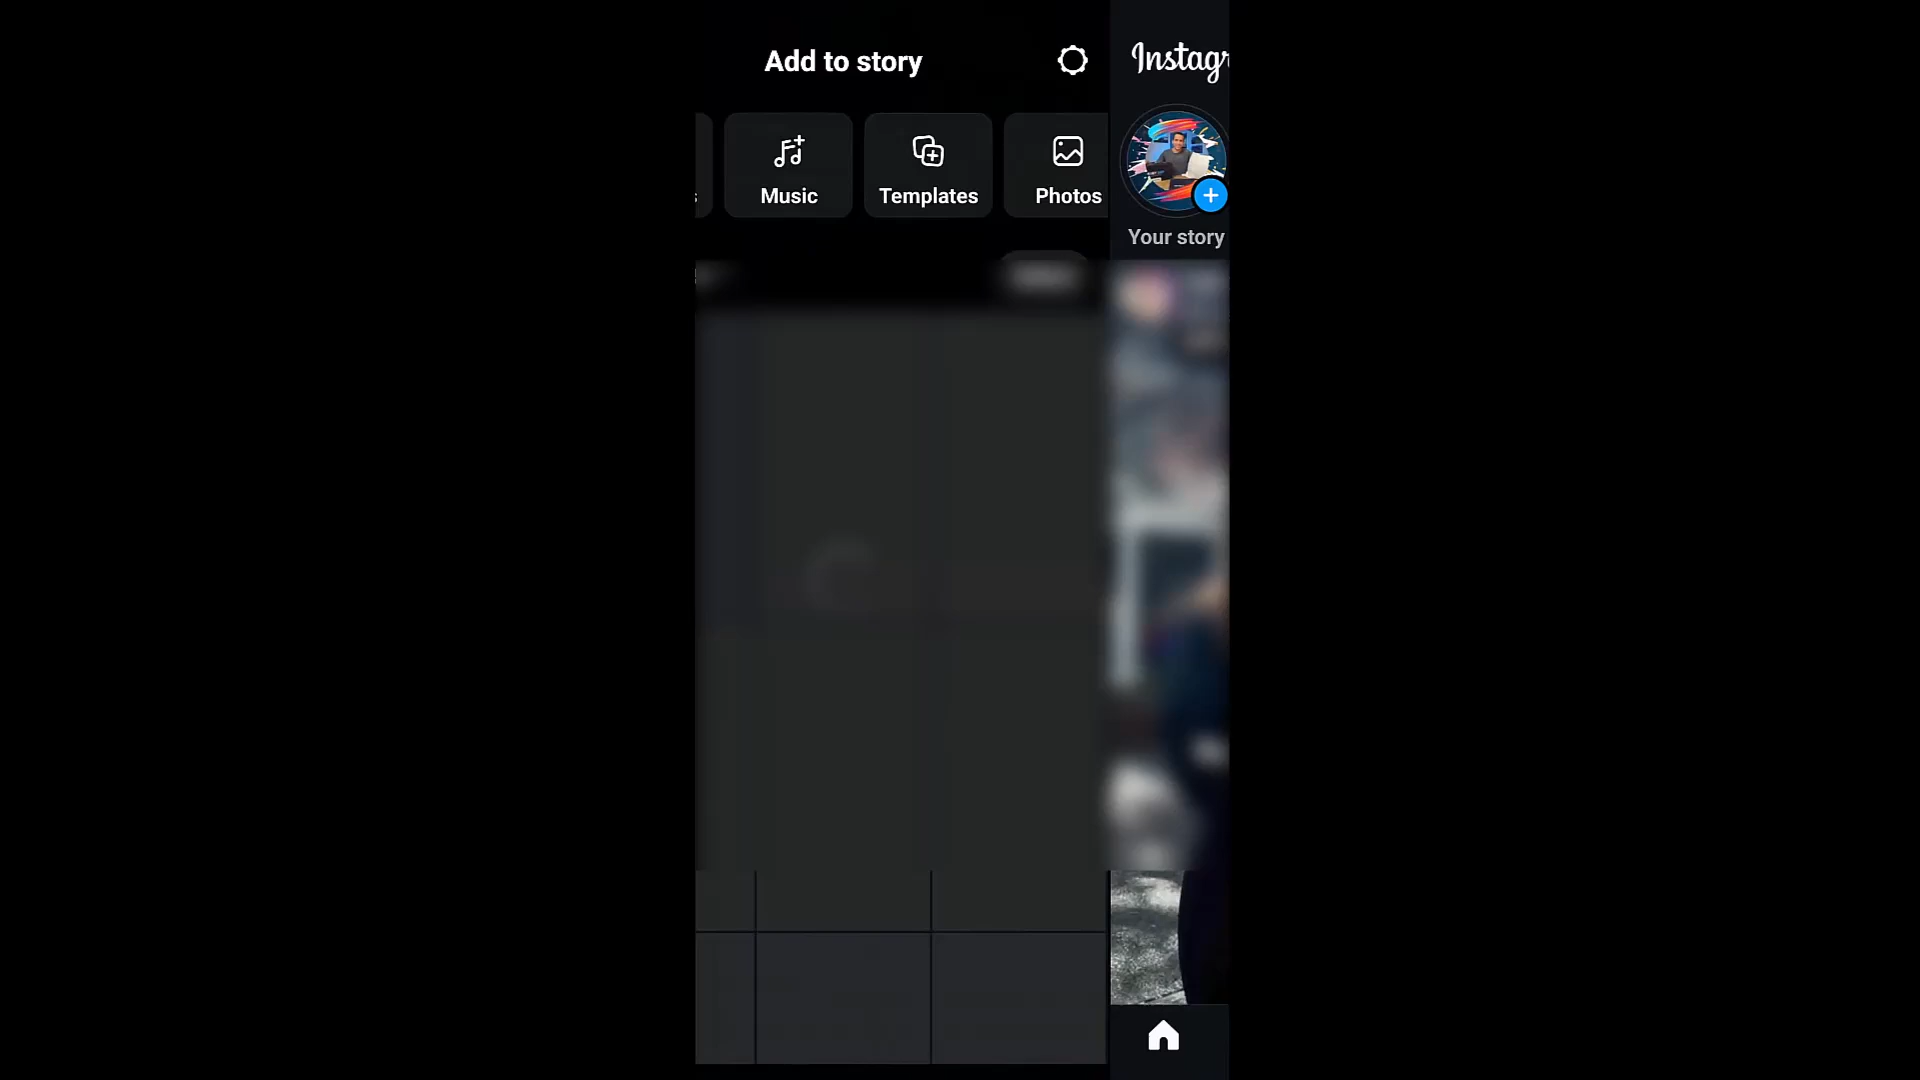 Add to story
Instagr
Music
Templates
Photos
Your story